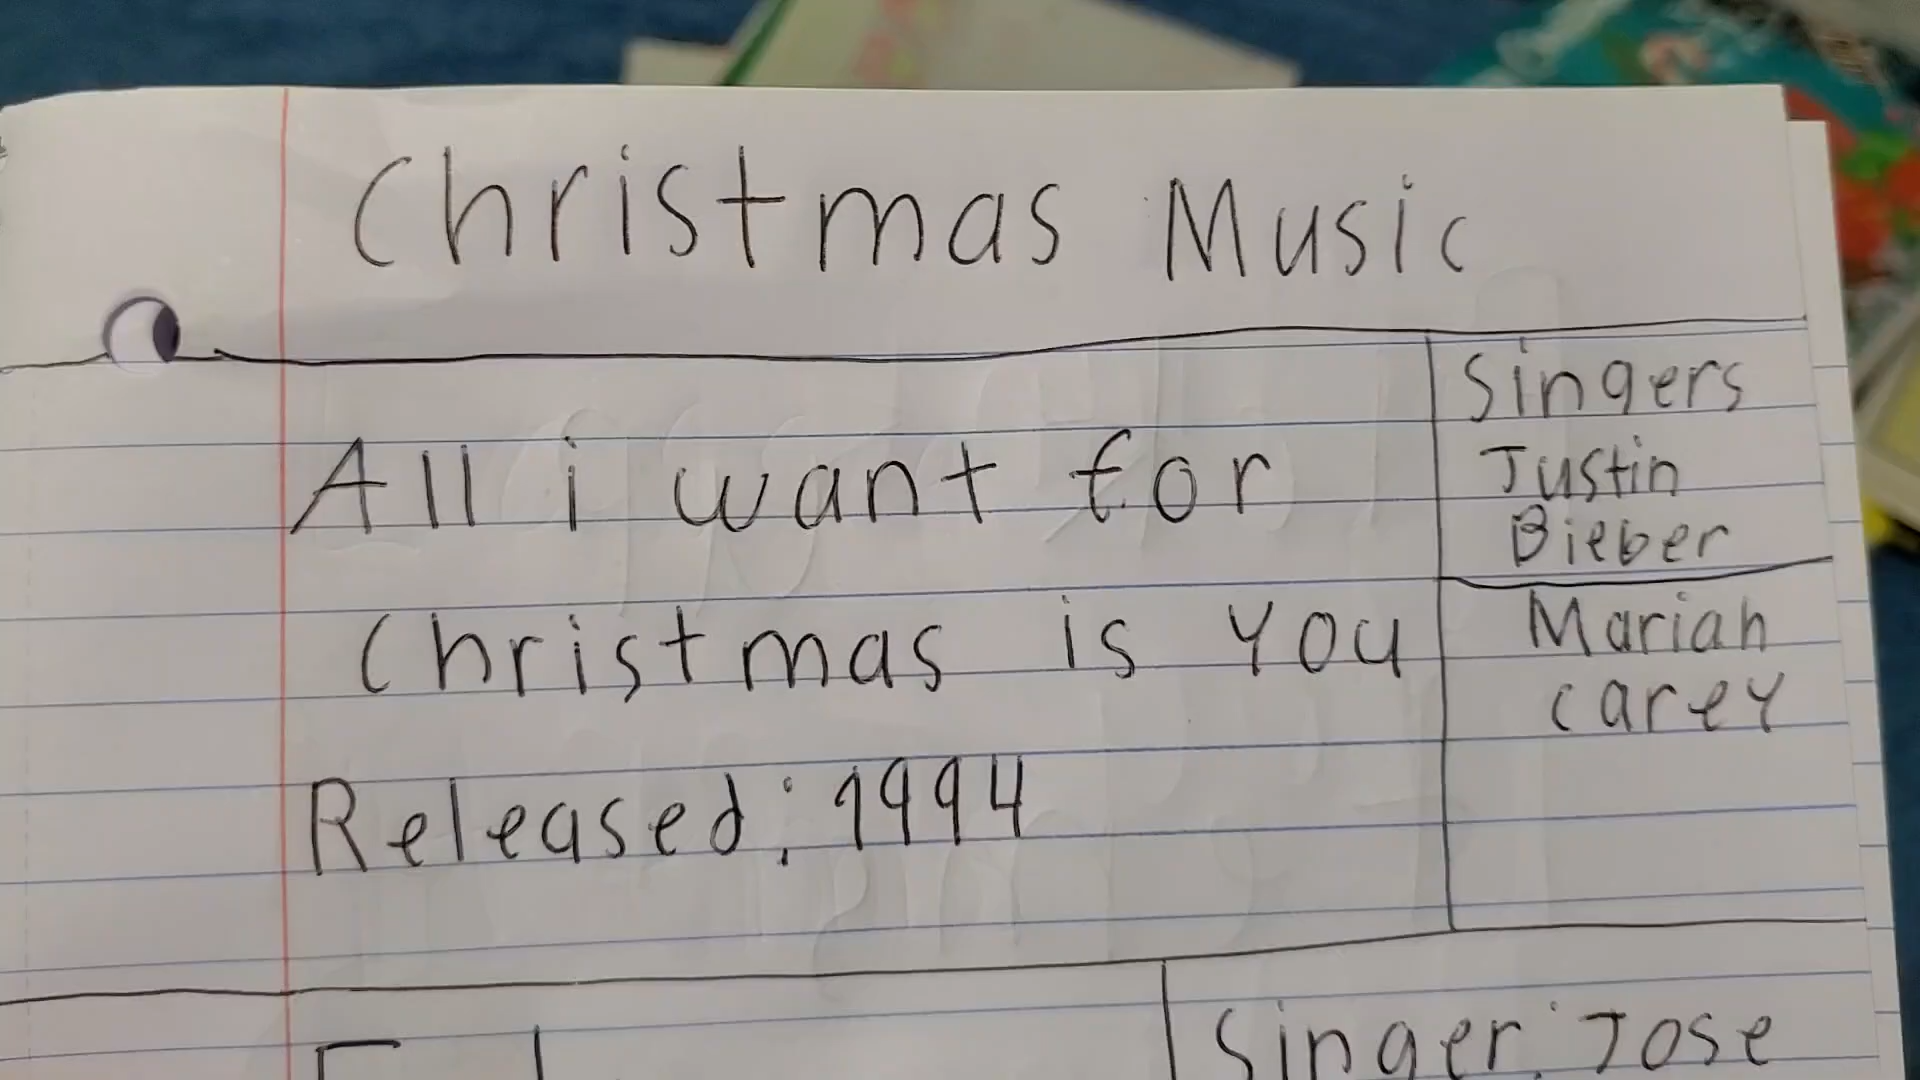 Christmas Music
All i want for
Christmas is You
Released: 1994
Singers
Justin
Bieber
Mariah
carey
Singer: Jose